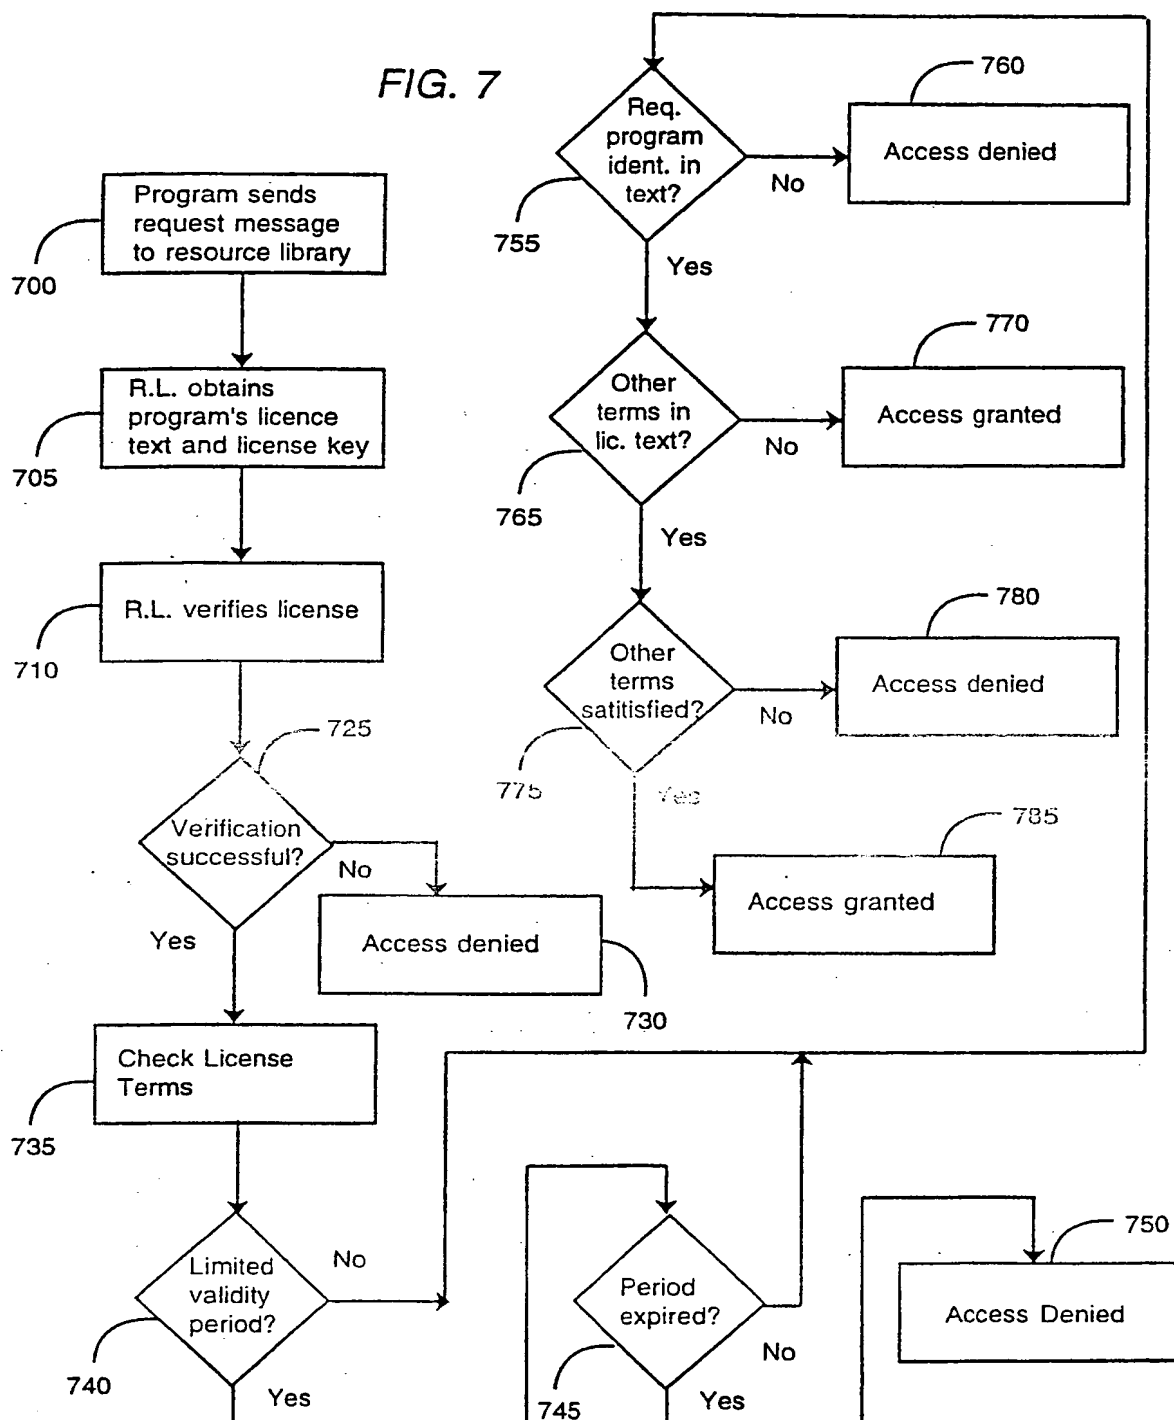 FIG. 7
Program sends
request message
to resource library
700
R.L. obtains
program's licence
text and license key
705
R.L. verifies license
710
725
Verification
successful?
No
Yes
Access denied
730
Check License
Terms
735
Limited
validity
period?
No
740
Yes
Period
expired?
No
745
Yes
750
Access Denied
Req.
program
ident. in
text?
755
No
760
Access denied
Yes
Other
terms in
lic. text?
765
No
770
Access granted
Yes
Other
terms
satitisfied?
775
No
780
Access denied
Yes
785
Access granted